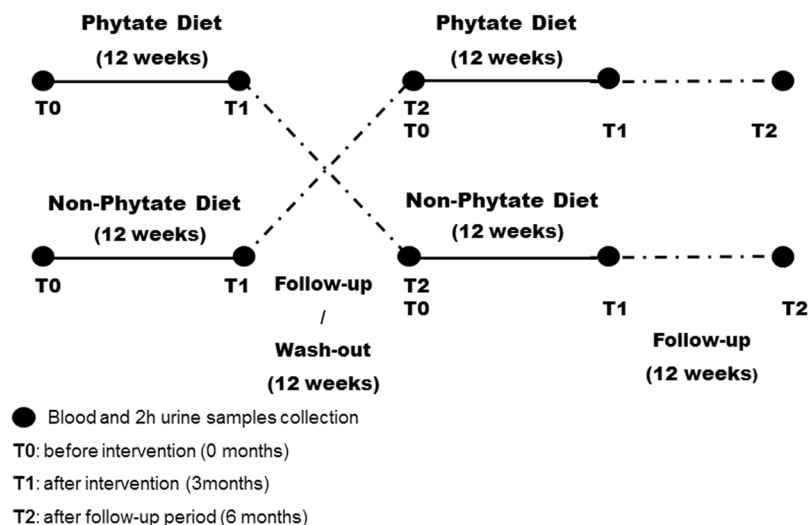 Phytate Diet
(12 weeks)
Phytate Diet
(12 weeks)
T0
T1
T2
T0
T1
T2
Non-Phytate Diet
(12 weeks)
Non-Phytate Diet
(12 weeks)
T0
T1
T2
T0
T1
T2
Follow-up
/
Wash-out
(12 weeks)
Follow-up
(12 weeks)
Blood and 2h urine samples collection
T0: before intervention (0 months)
T1: after intervention (3months)
T2: after follow-up period (6 months)